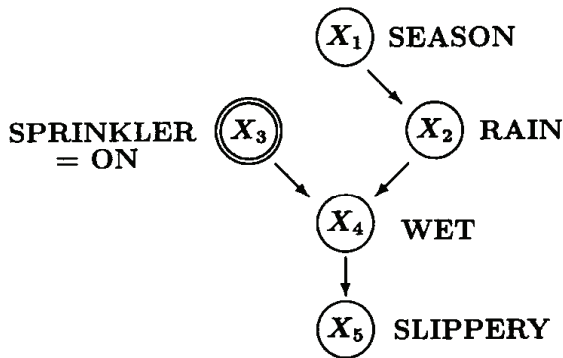 X₁ SEASON
SPRINKLER
= ON
X₃
X₂ RAIN
X₄ WET
X₅ SLIPPERY